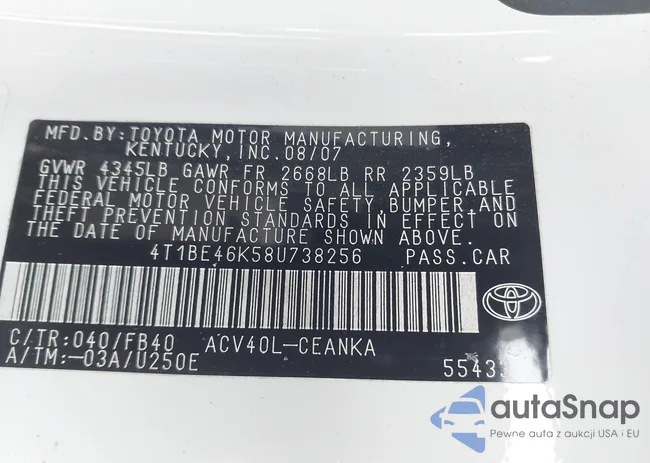 MFD. BY: TOYOTA MOTOR MANUFACTURING,
KENTUCKY, INC. 08/07
GVWR 4345LB GAWR FR 2668LB RR 2359LB
THIS VEHICLE CONFORMS TO ALL APPLICABLE
FEDERAL MOTOR VEHICLE SAFETY, BUMPER, AND
THEFT PREVENTION STANDARDS IN EFFECT ON
THE DATE OF MANUFACTURE SHOWN ABOVE.
4T1BE46K58U738256 PASS.CAR
C/TR:040/FB40 ACV40L-CEANKA
A/TM:-03A/U250E
autoSnap
Pewne auta z aukcji USA i EU